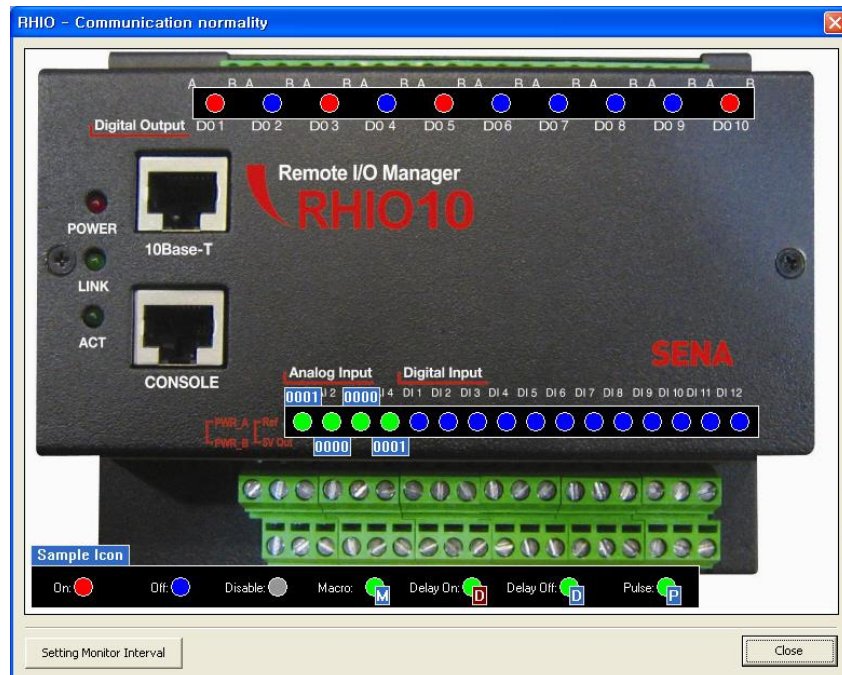 RHIO - Communication normality
A B A B A B A B A B A B A B A B A B A B
Digital Output DO 1 DO 2 DO 3 DO 4 DO 5 DO 6 DO 7 DO 8 DO 9 DO 10
Remote I/O Manager
RHIO10
POWER
10Base-T
LINK
ACT
SENA
CONSOLE
Analog Input Digital Input
0001 0000 DI 1 DI 2 DI 3 DI 4 DI 5 DI 6 DI 7 DI 8 DI 9 DI 10 DI 11 DI 12
PWR_A Ref
PWR_B 5V Out
0000 0001
Sample Icon
On: Off: Disable: Macro: M Delay On: D Delay Off: D Pulse: P
Setting Monitor Interval Close